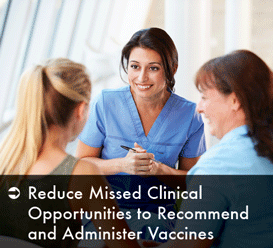 Reduce Missed Clinical
Opportunities to Recommend
and Administer Vaccines